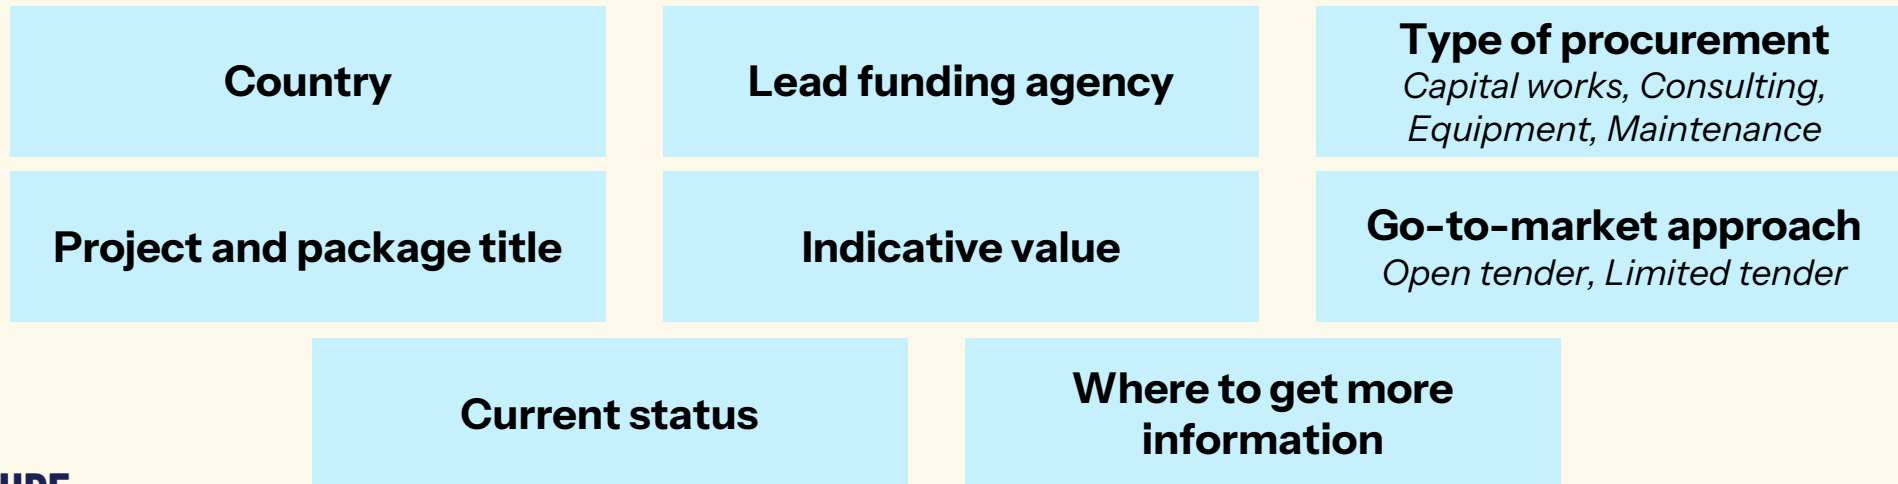 Country
Lead funding agency
Type of procurement
Capital works, Consulting,
Equipment, Maintenance
Project and package title
Indicative value
Go-to-market approach
Open tender, Limited tender
Current status
Where to get more
information